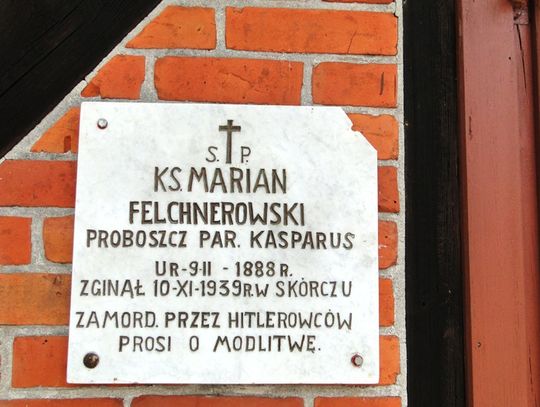 Ś. P.
KS. MARIAN
FELCHNEROWSKI
PROBOSZCZ PAR. KASPARUS
UR-9-II - 1888 R.
ZGINĄŁ 10-XI-1939 R. W SKÓRCZU
ZAMORD. PRZEZ HITLEROWCÓW
PROSI O MODLITWĘ.